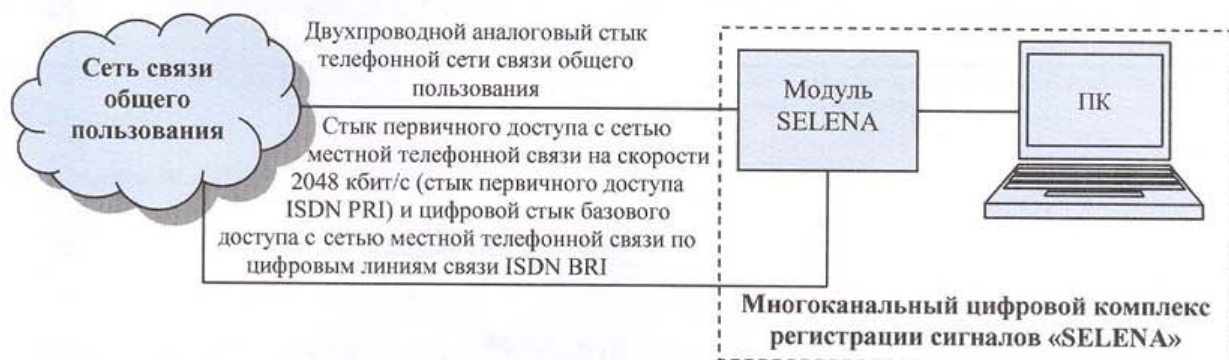 Сеть связи
общего
пользования
Двухпроводной аналоговый стык
телефонной сети связи общего
пользования
Стык первичного доступа с сетью
местной телефонной связи на скорости
2048 кбит/с (стык первичного доступа
ISDN PRI) и цифровой стык базового
доступа с сетью местной телефонной связи по
цифровым линиям связи ISDN BRI
Модуль
SELENA
ПК
Многоканальный цифровой комплекс
регистрации сигналов «SELENA»